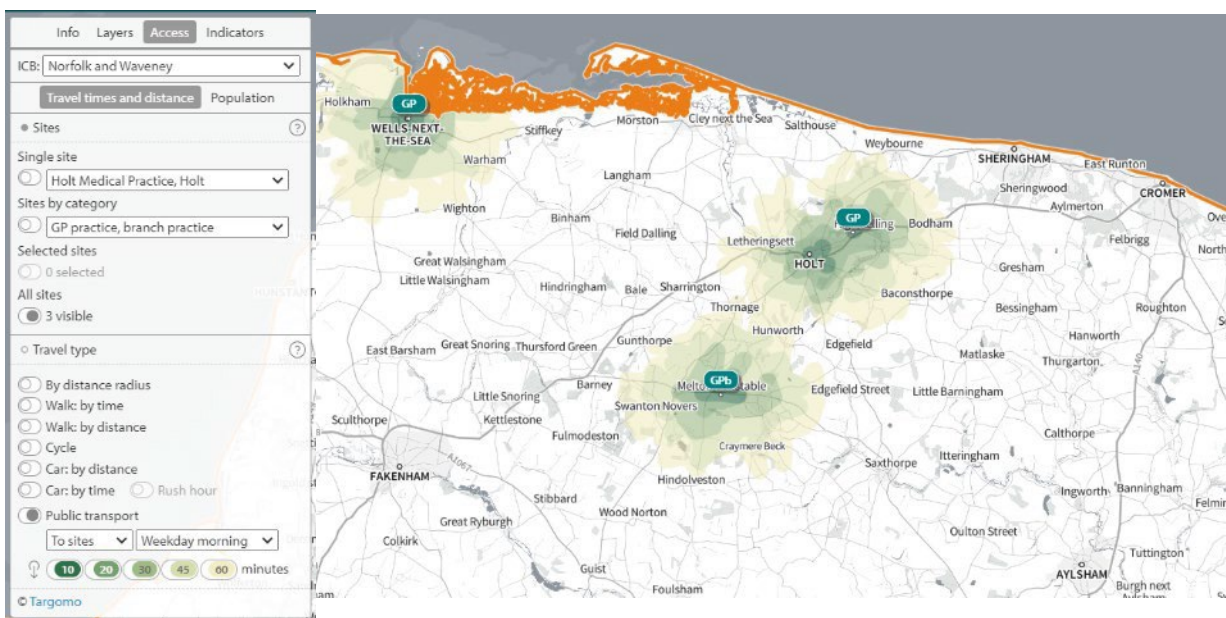 Info Layers Access Indicators
ICB: Norfolk and Waveney
Travel times and distance Population
Sites ?
Single site
Holt Medical Practice, Holt
Sites by category
GP practice, branch practice
Selected sites
0 selected
All sites
3 visible
Travel type ?
By distance radius
Walk: by time
Walk: by distance
Cycle
Car: by distance
Car: by time Rush hour
Public transport
To sites Weekday morning
10 20 30 45 60 minutes
© Targomo
Holkham
GP
WELLS-NEXT-
THE-SEA
Stiffkey
Morston
Cley next the Sea
Salthouse
Weybourne
SHERINGHAM
East Runton
CROMER
Warham
Langham
Sheringwood
Aylmerton
Wighton
Binham
Field Dalling
Letheringsett
GP
Bodham
Felbrigg
HOLT
Great Walsingham
Little Walsingham
Hindringham
Bale
Sharrington
Gresham
Baconsthorpe
Bessingham
Roughton
Thornage
Hunworth
Hanworth
East Barsham
Great Snoring
Thursford Green
Gunthorpe
Edgefield
Matlaske
Thurgarton
A140
Barney
GPb
Little Snoring
Swanton Novers
Edgefield Street
Little Barningham
Sculthorpe
Kettlestone
Fulmodeston
Craymere Beck
Calthorpe
Itteringham
Saxthorpe
FAKENHAM
A1067
Hindolveston
Stibbard
Ingworth
Banningham
Wood Norton
Great Ryburgh
Oulton Street
Colkirk
Tuttington
Guist
AYLSHAM
Foulsham
Burgh next